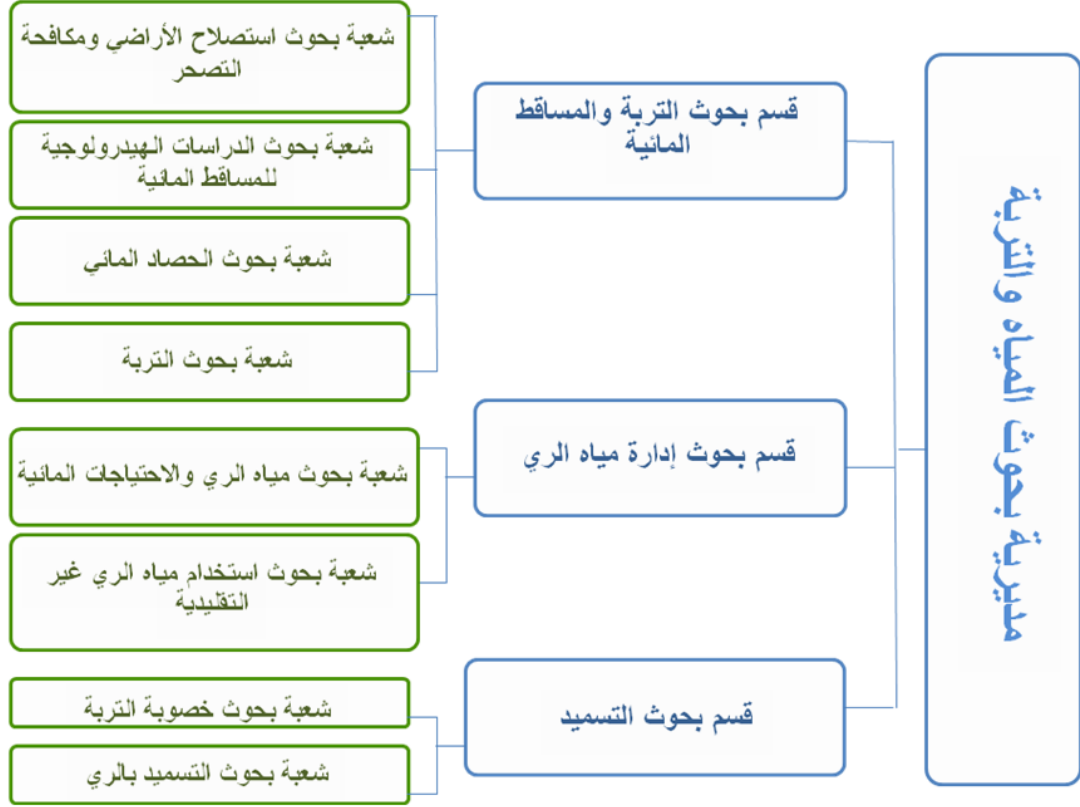 مديرية بحوث المياه والتربة
قسم بحوث التربة والمساقط
المائية
شعبة بحوث استصلاح الأراضي ومكافحة
التصحر
شعبة بحوث الدراسات الهيدرولوجية
للمساقط المائية
شعبة بحوث الحصاد المائي
شعبة بحوث التربة
قسم بحوث إدارة مياه الري
شعبة بحوث مياه الري والاحتياجات المائية
شعبة بحوث استخدام مياه الري غير
التقليدية
قسم بحوث التسميد
شعبة بحوث خصوبة التربة
شعبة بحوث التسميد بالري